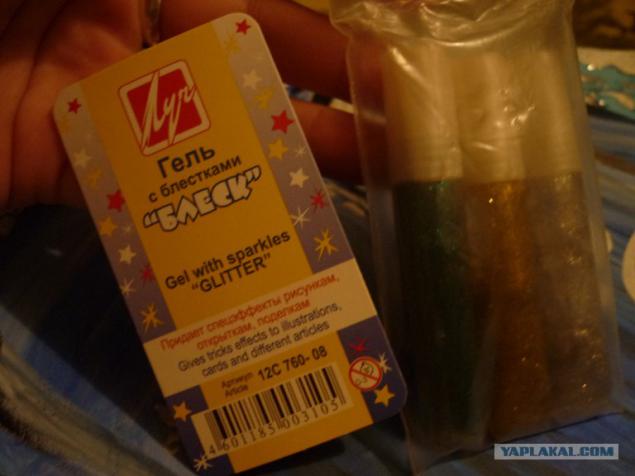 Луч
Гель
с блестками
“БЛЕСК”
Gel with sparkles
“GLITTER”
Придает спецэффекты рисункам,
открыткам, поделкам
Gives tricks effects to illustrations,
cards and different articles
Артикул
Article
12С 760-08
4601185003105
YAPLAKAL.COM